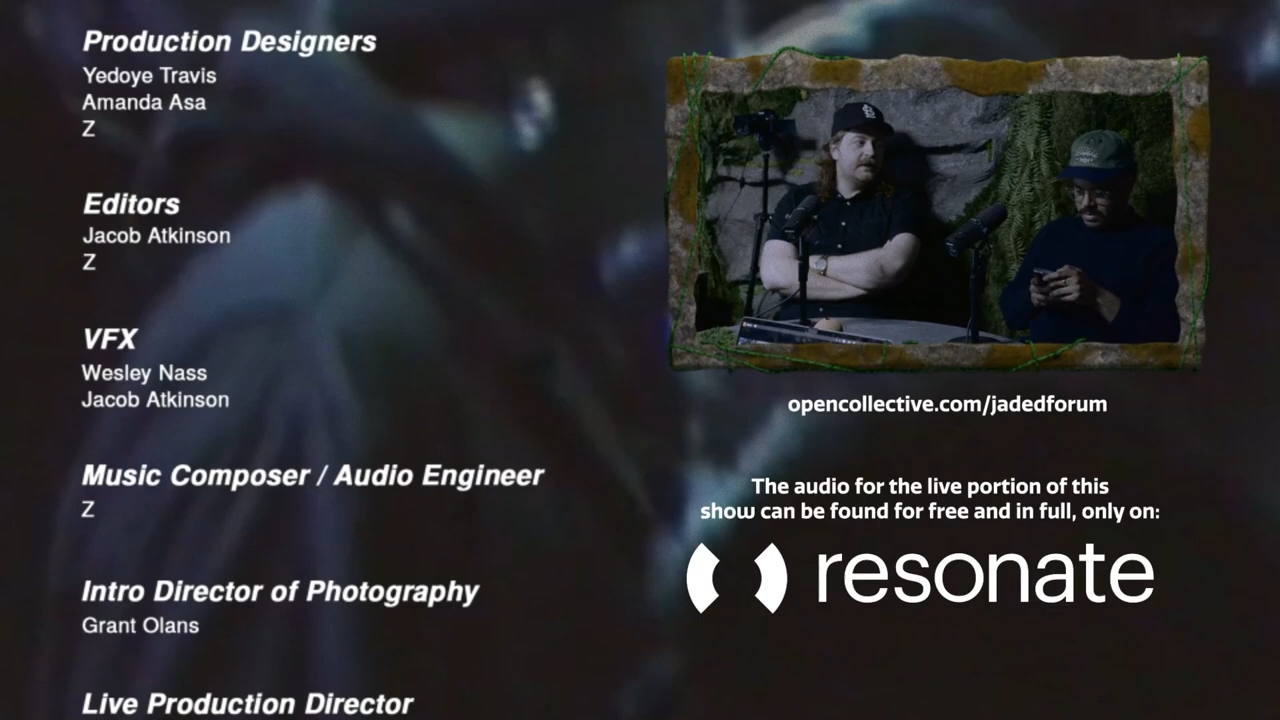 Production Designers
Yedoye Travis
Amanda Asa
Z
Editors
Jacob Atkinson
Z
VFX
Wesley Nass
Jacob Atkinson
Music Composer / Audio Engineer
Z
Intro Director of Photography
Grant Olans
Live Production Director
opencollective.com/jadedforum
The audio for the live portion of this
show can be found for free and in full, only on:
resonate